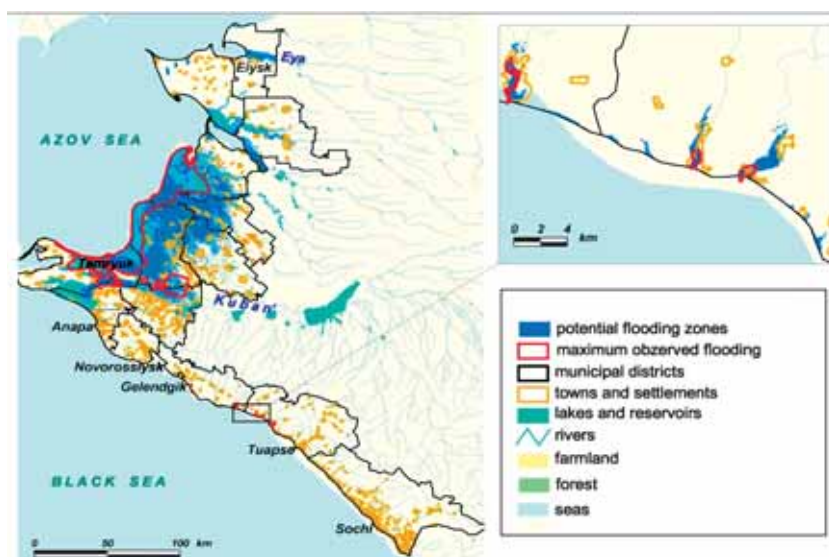 Eya
Eiysk
AZOV SEA
Temryuk
Kuban'
Anapa
Novorossiysk
Gelendgik
Tuapse
BLACK SEA
Sochi
0 50 100
km
0 2 4
km
potential flooding zones
maximum obzerved flooding
municipal districts
towns and settlements
lakes and reservoirs
rivers
farmland
forest
seas